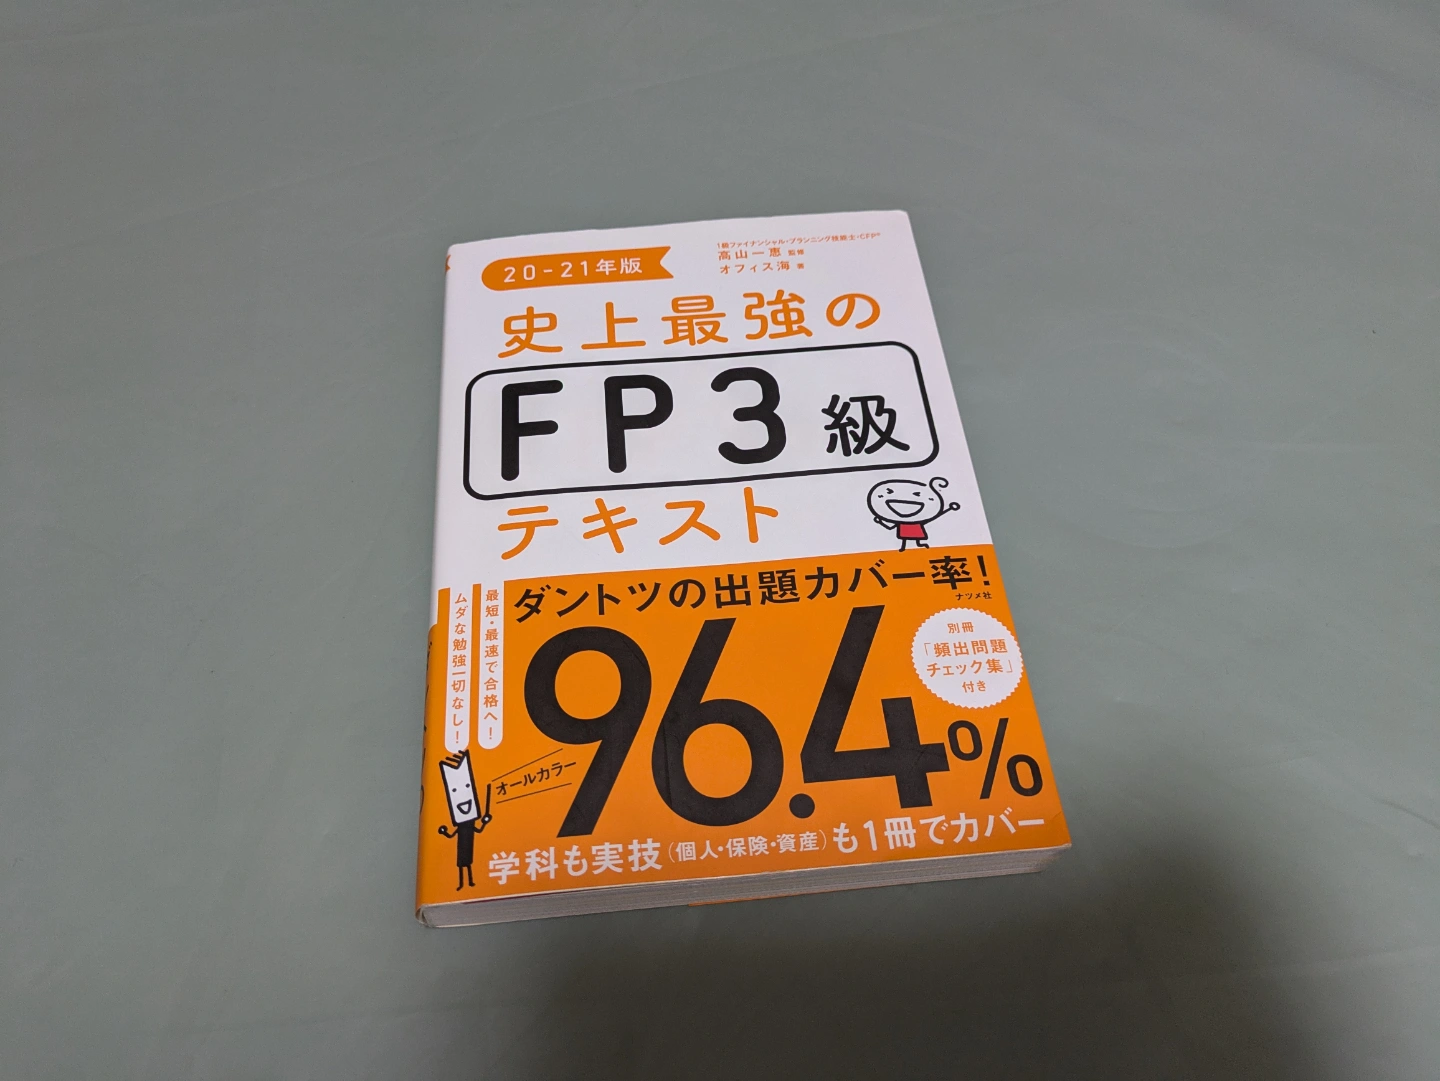 20-21年版
1級ファイナンシャル・プランニング技能士・CFP®
高山一恵 監修
オフィス海 著
史上最強の
FP3級
テキスト
ダントツの出題カバー率!
ナツメ社
最短・最速で合格へ!
ムダな勉強一切なし!
96.4%
別冊
「頻出問題
チェック集」
付き
オールカラー
学科も実技(個人・保険・資産)も1冊でカバー